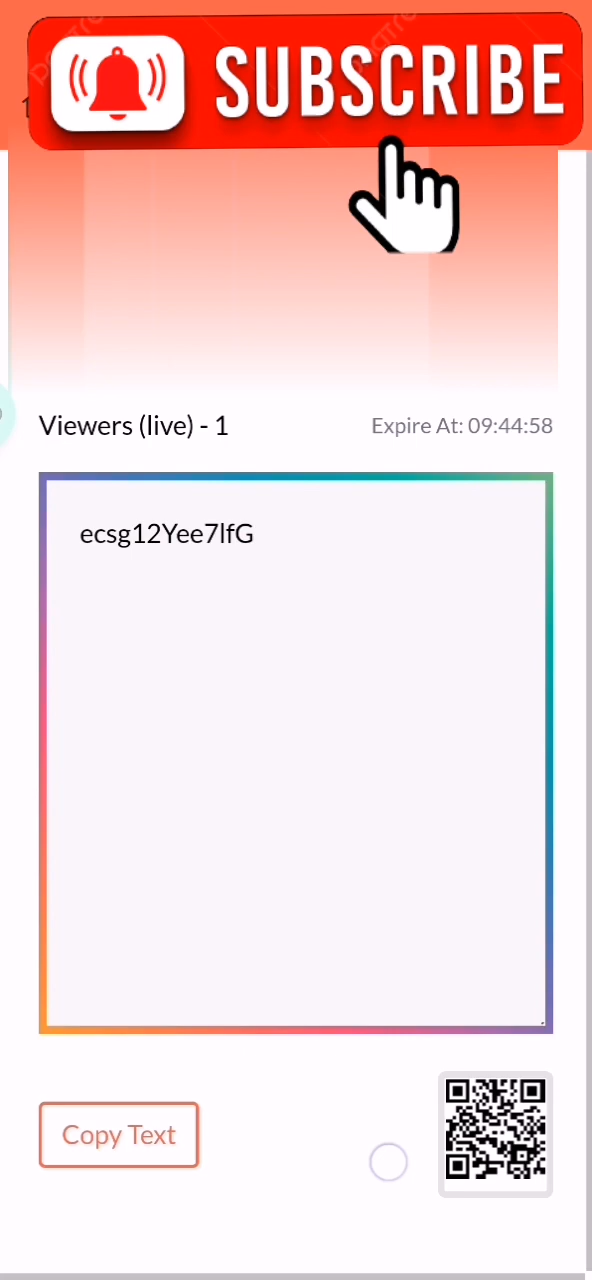 SUBSCRIBE
Viewers (live) - 1
Expire At: 09:44:58
ecsg12Yee7lfG
Copy Text